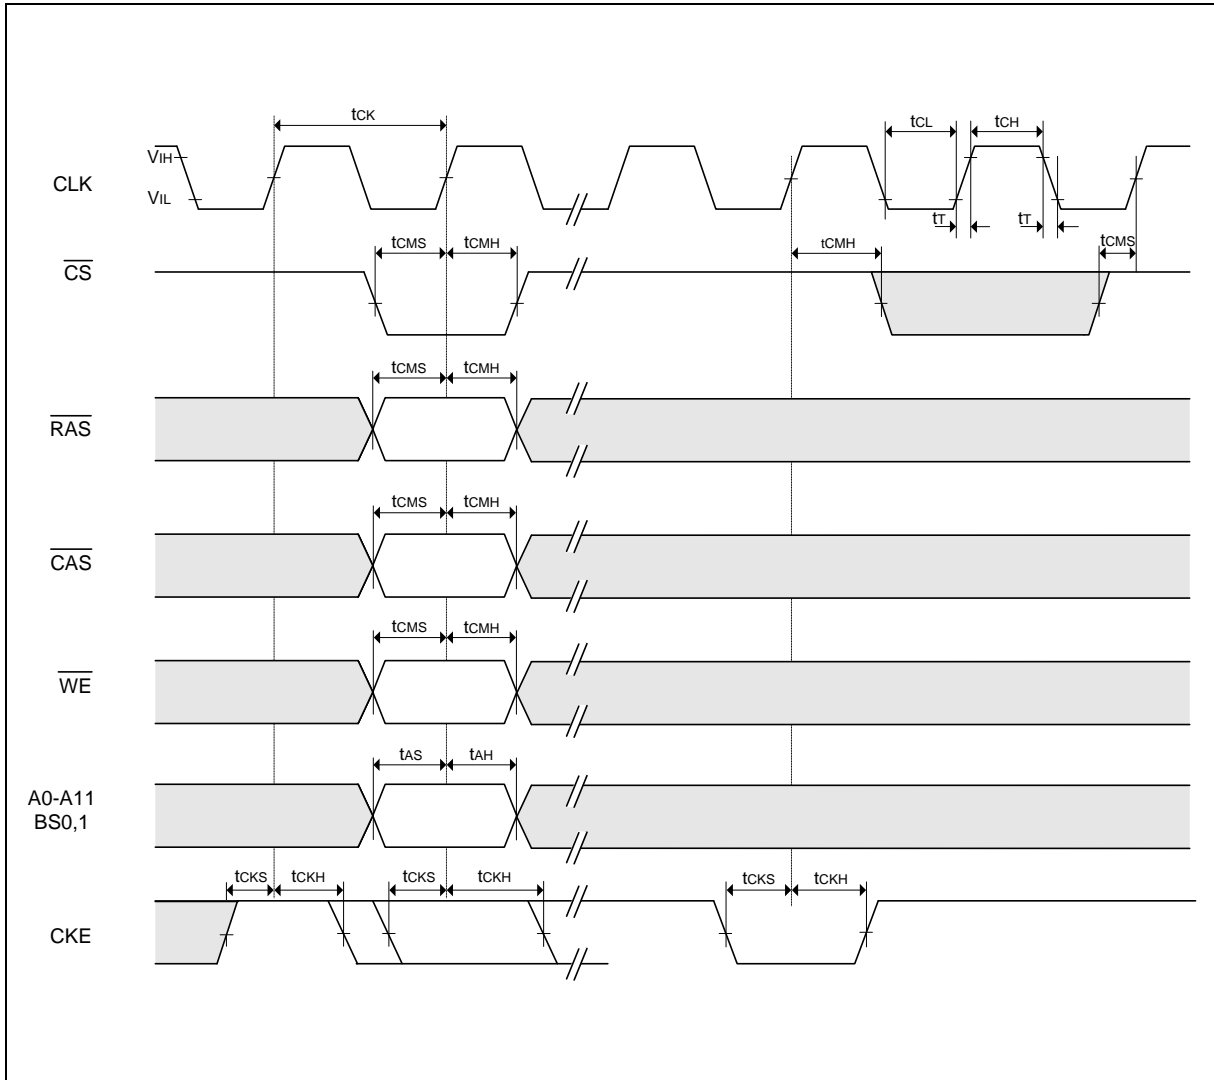 tCK
tCL tCH
VIH
CLK
VIL
tT tT
tCMS tCMH tCMH tCMS
CS
tCMS tCMH
RAS
tCMS tCMH
CAS
tCMS tCMH
WE
tAS tAH
A0-A11
BS0,1
tCKS tCKH tCKS tCKH tCKS tCKH
CKE